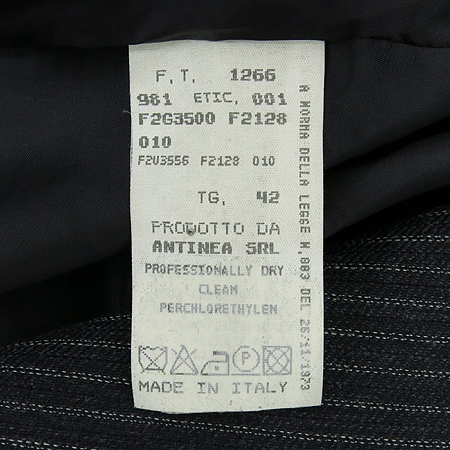 F.T. 1266
981 ETIC. 001
F2G3500 F2128
010
F2U3556 F2128 010
TG. 42
PRODOTTO DA
ANTINEA SRL
PROFESSIONALLY DRY
CLEAN
PERCHLORETHYLEN
P
MADE IN ITALY
A NORMA DELLA LEGGE N.883 DEL 26/11/1973